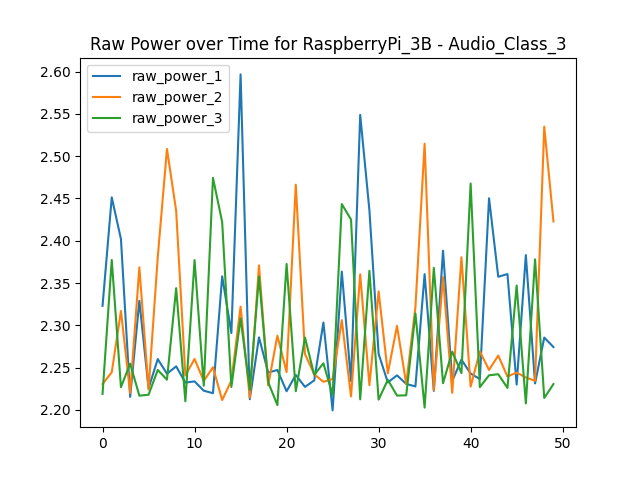 Raw Power over Time for RaspberryPi_3B - Audio_Class_3
raw_power_1
raw_power_2
raw_power_3
2.60
2.55
2.50
2.45
2.40
2.35
2.30
2.25
2.20
0 10 20 30 40 50